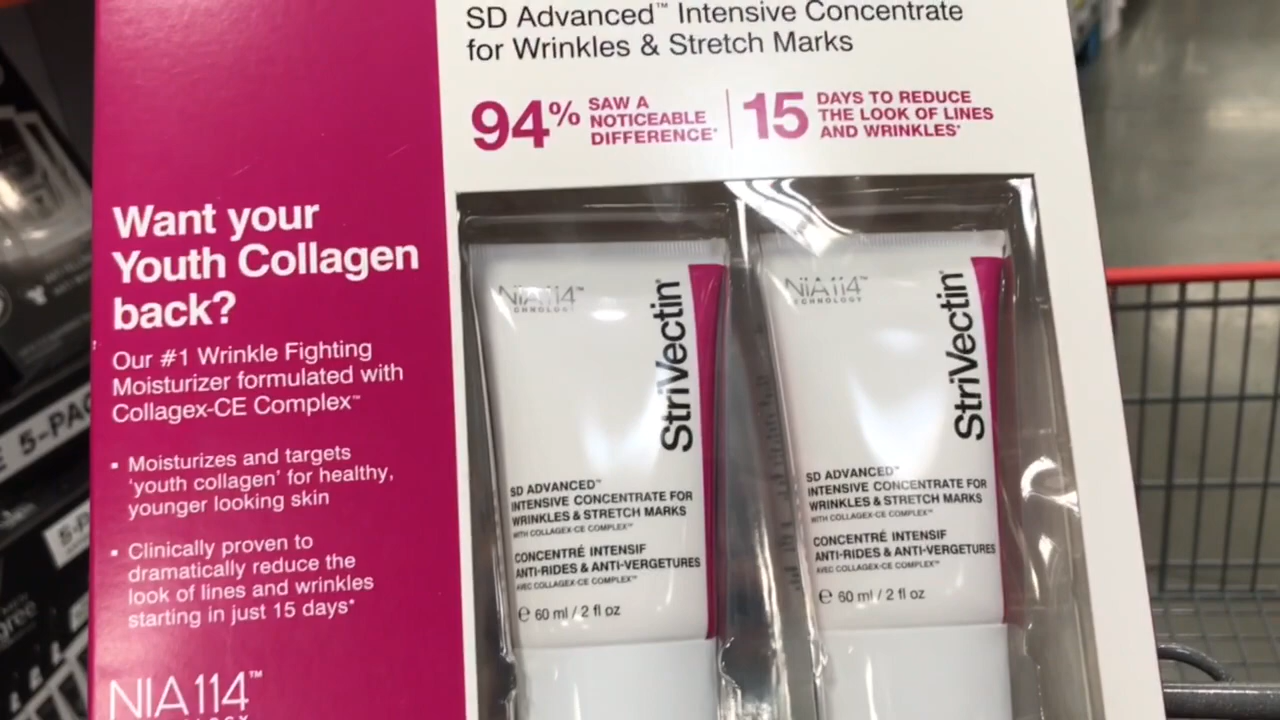 SD Advanced™ Intensive Concentrate
for Wrinkles & Stretch Marks
94% SAW A
NOTICEABLE
DIFFERENCE*
15 DAYS TO REDUCE
THE LOOK OF LINES
AND WRINKLES*
Want your
Youth Collagen
back?
Our #1 Wrinkle Fighting
Moisturizer formulated with
Collagex-CE Complex™
▪ Moisturizes and targets
‘youth collagen’ for healthy,
younger looking skin
▪ Clinically proven to
dramatically reduce the
look of lines and wrinkles
starting in just 15 days*
NIA114™
NIA114™
StriVectin
SD ADVANCED™
INTENSIVE CONCENTRATE FOR
WRINKLES & STRETCH MARKS
WITH COLLAGEX-CE COMPLEX™
CONCENTRÉ INTENSIF
ANTI-RIDES & ANTI-VERGETURES
AVEC COLLAGEX-CE COMPLEX™
℮ 60 ml / 2 fl oz
NIA114™
StriVectin
SD ADVANCED™
INTENSIVE CONCENTRATE FOR
WRINKLES & STRETCH MARKS
WITH COLLAGEX-CE COMPLEX™
CONCENTRÉ INTENSIF
ANTI-RIDES & ANTI-VERGETURES
AVEC COLLAGEX-CE COMPLEX™
℮ 60 ml / 2 fl oz